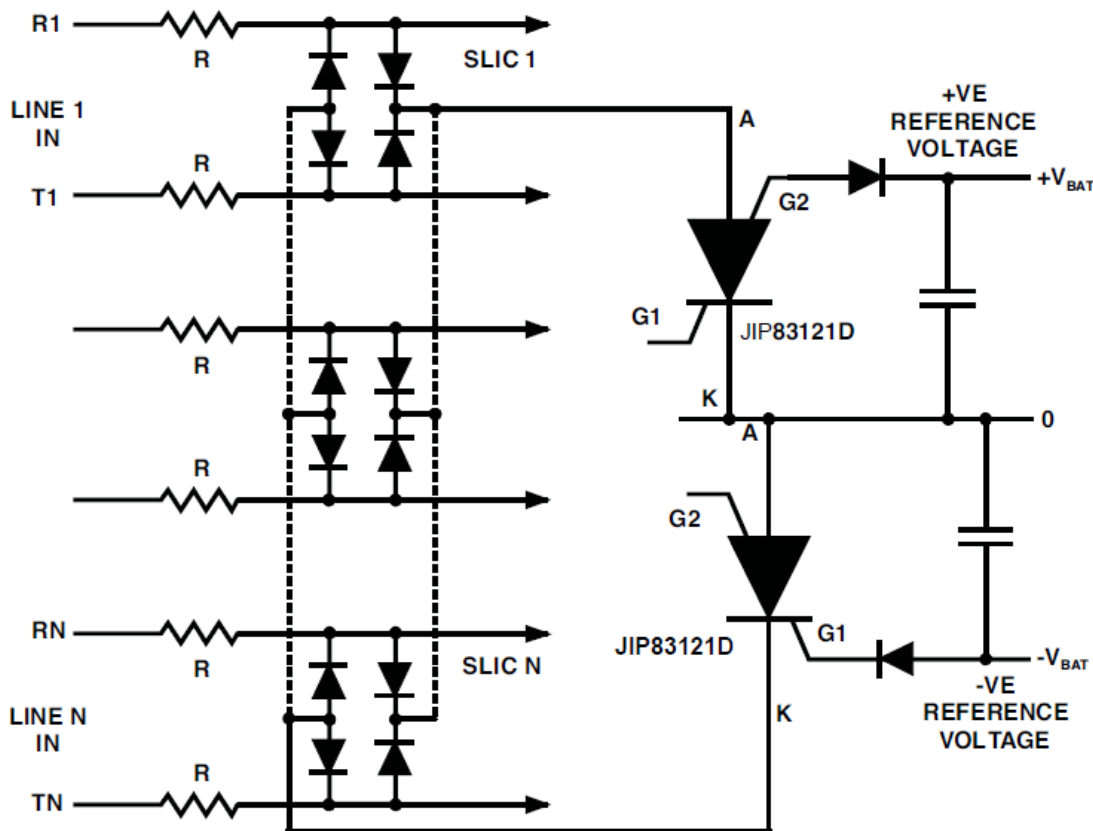 R1
R
SLIC 1
LINE 1
IN
R
T1
A
+VE
REFERENCE
VOLTAGE
G2
+VBAT
G1
JIP83121D
K
R
R
0
A
G2
JIP83121D
G1
-VBAT
-VE
REFERENCE
VOLTAGE
K
RN
R
SLIC N
LINE N
IN
R
TN